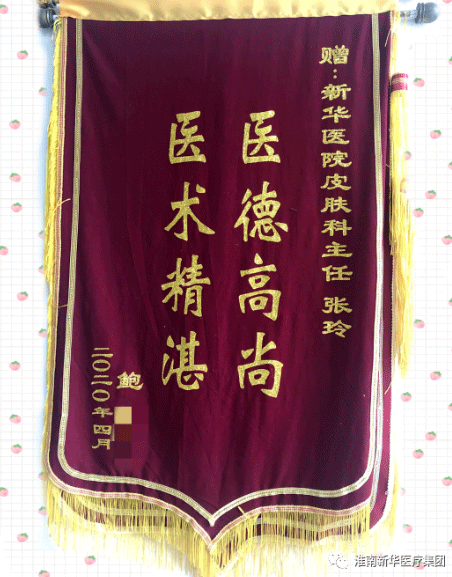 赠：新华医院皮肤科主任 张玲
医德高尚
医术精湛
鲍
二〇二〇年四月
淮南新华医疗集团